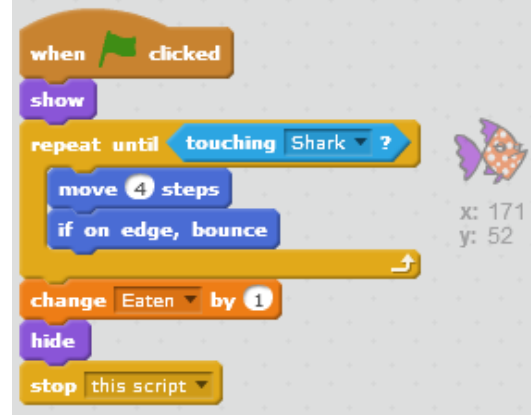 when clicked
show
repeat until touching Shark ?
move 4 steps
if on edge, bounce
change Eaten by 1
hide
stop this script
x: 171
y: 52